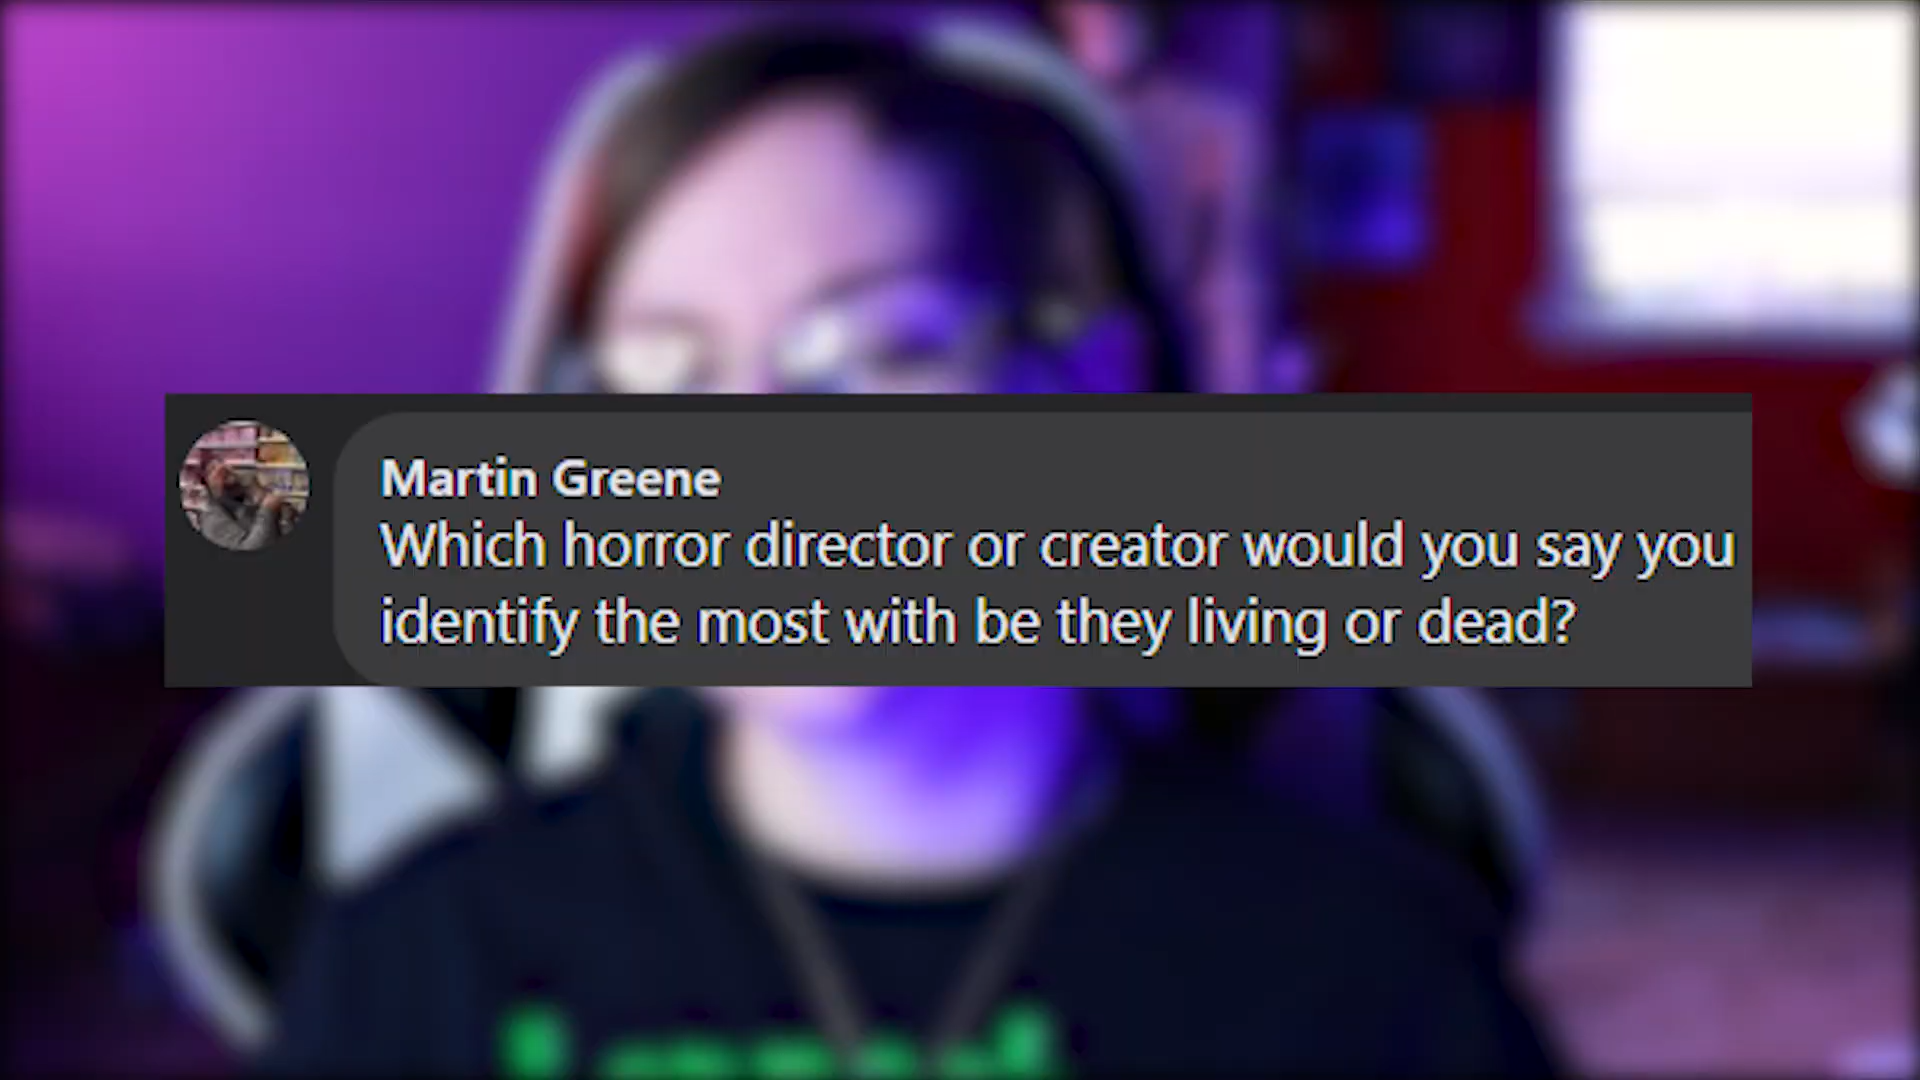 Martin Greene
Which horror director or creator would you say you
identify the most with be they living or dead?